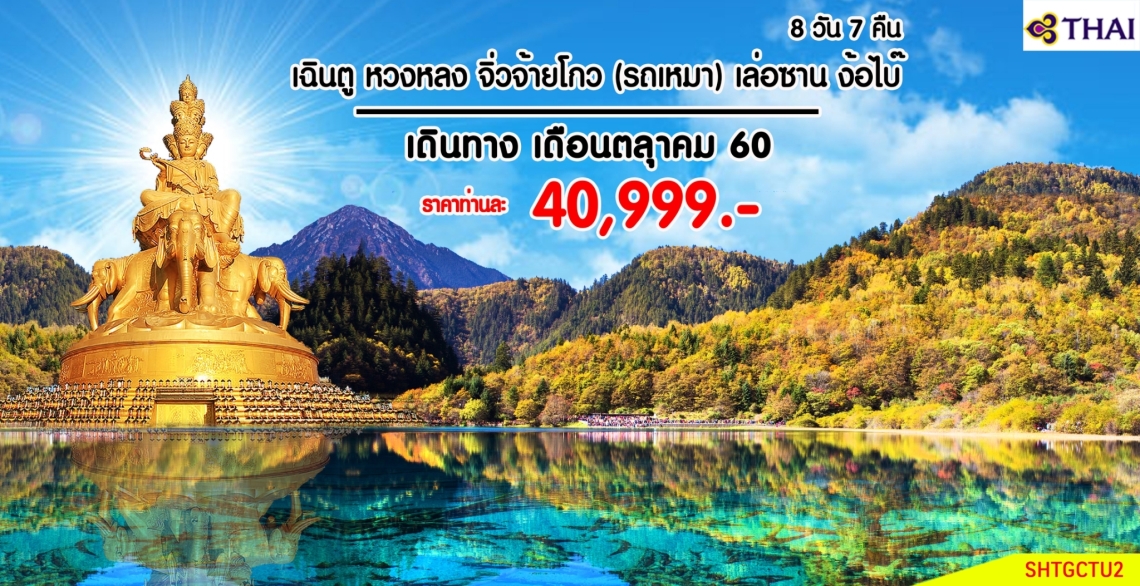 THAI
8 วัน 7 คืน
เฉินตู หวงหลง จิ่วจ้ายโกว (รถเหมา) เล่อซาน ง้อไบ๊
เดินทาง เดือนตลุาคม 60
ราคาท่านละ 40,999.-
SHTGCTU2